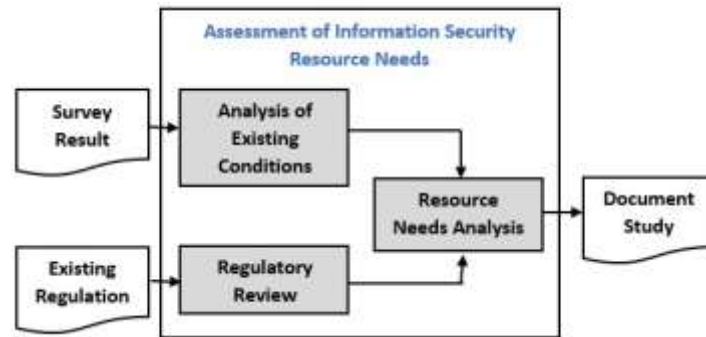 Assessment of Information Security
Resource Needs
Survey
Result
Analysis of
Existing
Conditions
Resource
Needs Analysis
Document
Study
Existing
Regulation
Regulatory
Review